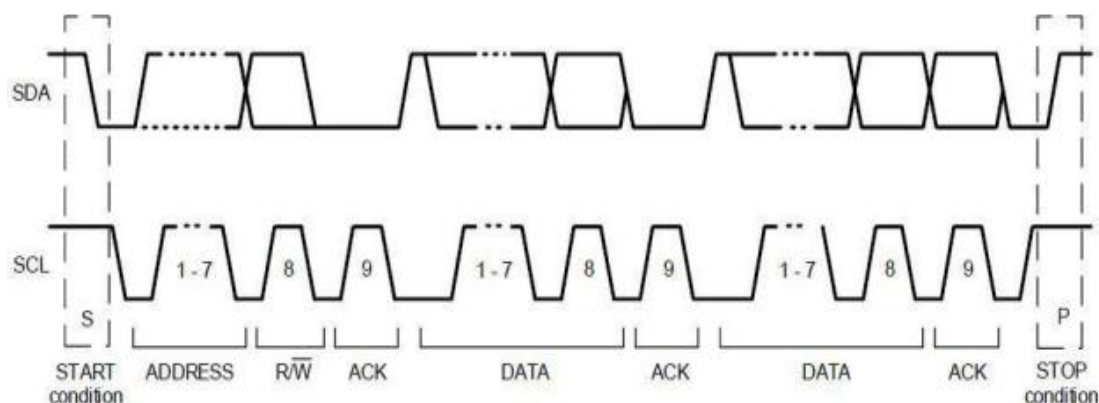 SDA
SCL
1 - 7
8
9
1 - 7
8
9
1 - 7
8
9
S
P
START condition
ADDRESS
R/W̅
ACK
DATA
ACK
DATA
ACK
STOP condition